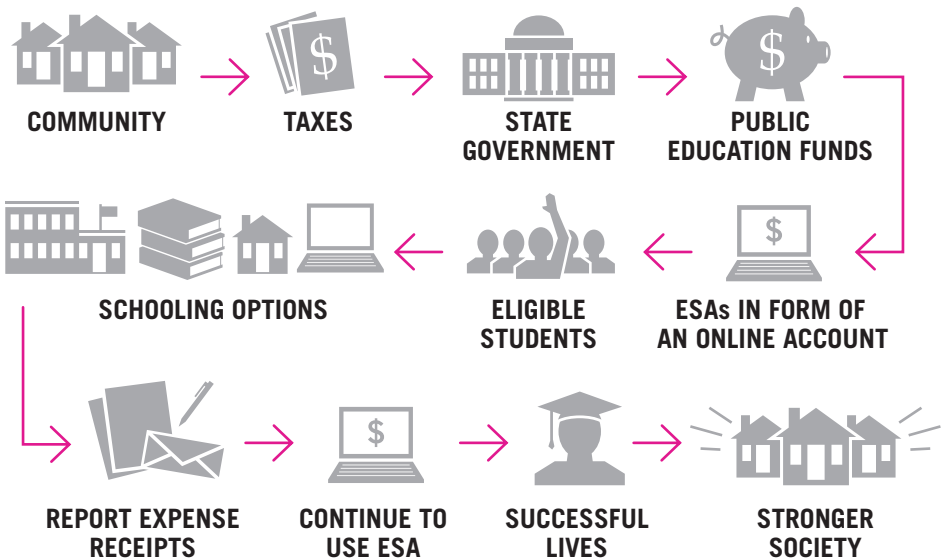 $
$
COMMUNITY
TAXES
STATE
GOVERNMENT
PUBLIC
EDUCATION FUNDS
$
SCHOOLING OPTIONS
ELIGIBLE
STUDENTS
ESAs IN FORM OF
AN ONLINE ACCOUNT
$
REPORT EXPENSE
RECEIPTS
CONTINUE TO
USE ESA
SUCCESSFUL
LIVES
STRONGER
SOCIETY